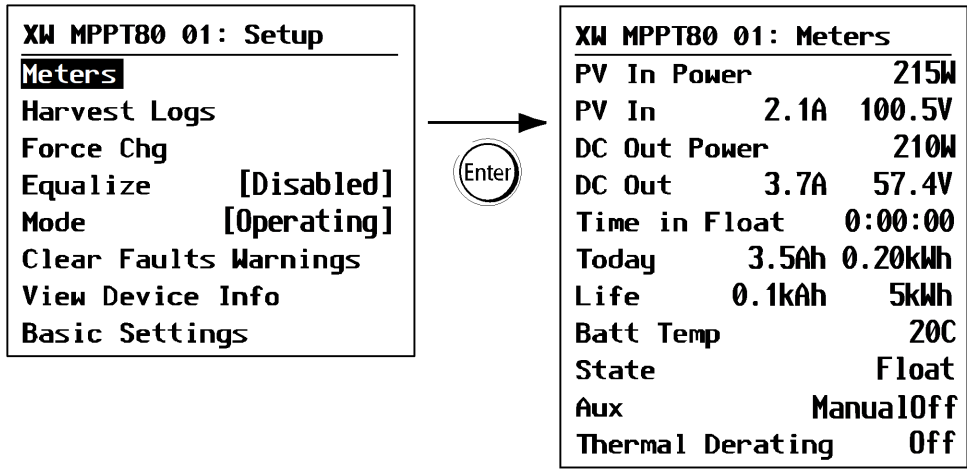 XW MPPT80 01: Setup
Meters
Harvest Logs
Force Chg
Equalize [Disabled]
Mode [Operating]
Clear Faults Warnings
View Device Info
Basic Settings
Enter
XW MPPT80 01: Meters
PV In Power 215W
PV In 2.1A 100.5V
DC Out Power 210W
DC Out 3.7A 57.4V
Time in Float 0:00:00
Today 3.5Ah 0.20kWh
Life 0.1kAh 5kWh
Batt Temp 20C
State Float
Aux ManualOff
Thermal Derating Off